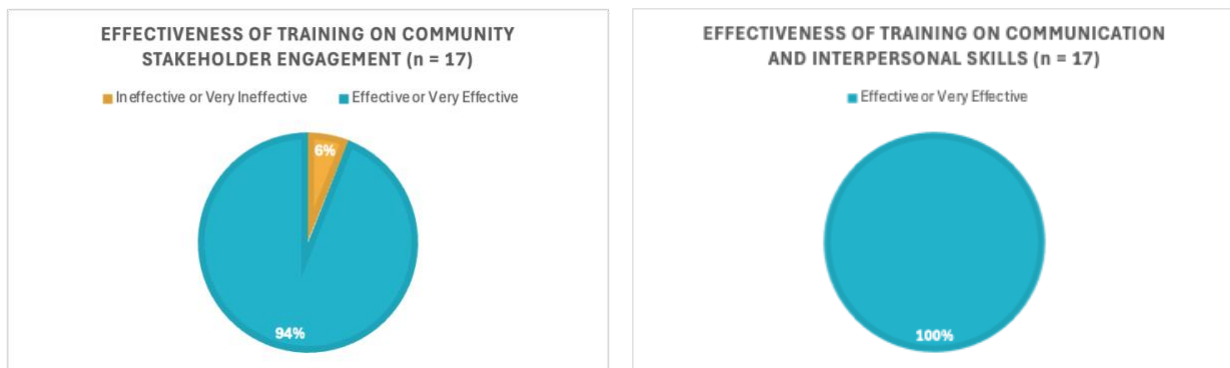 EFFECTIVENESS OF TRAINING ON COMMUNITY
STAKEHOLDER ENGAGEMENT (n = 17)
Ineffective or Very Ineffective
Effective or Very Effective
6%
94%
EFFECTIVENESS OF TRAINING ON COMMUNICATION
AND INTERPERSONAL SKILLS (n = 17)
Effective or Very Effective
100%